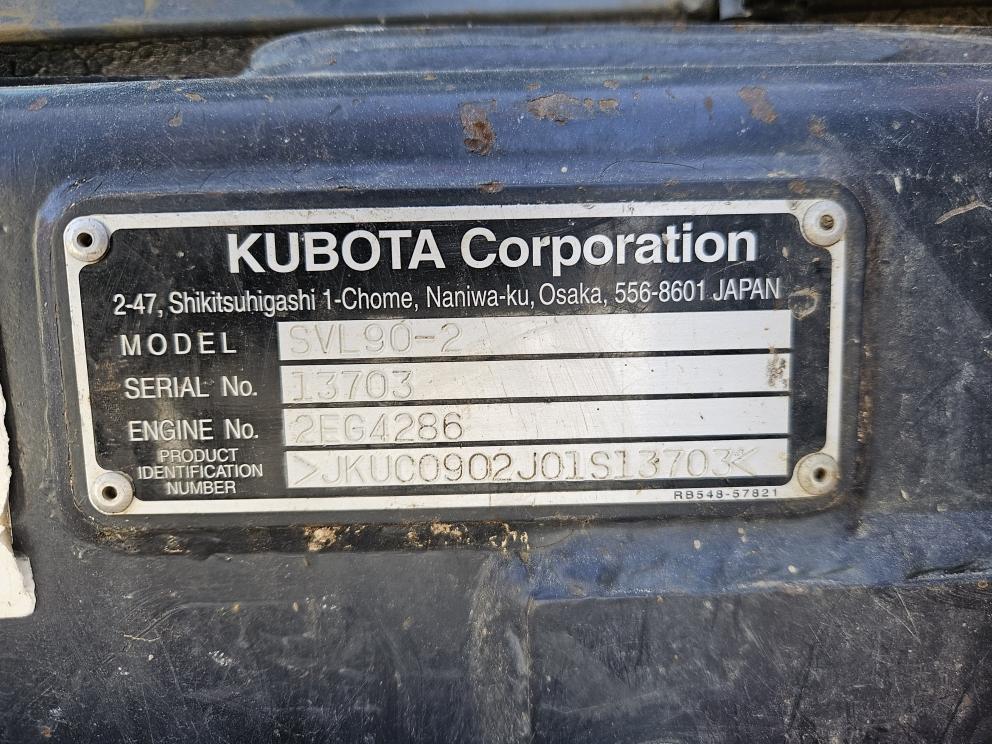 KUBOTA Corporation
2-47, Shikitsuhigashi 1-Chome, Naniwa-ku, Osaka, 556-8601 JAPAN
MODEL SVL90-2
SERIAL No. 13703
ENGINE No. 2EG4286
PRODUCT IDENTIFICATION NUMBER >JKUC0902J01S13703<
RB548-57821